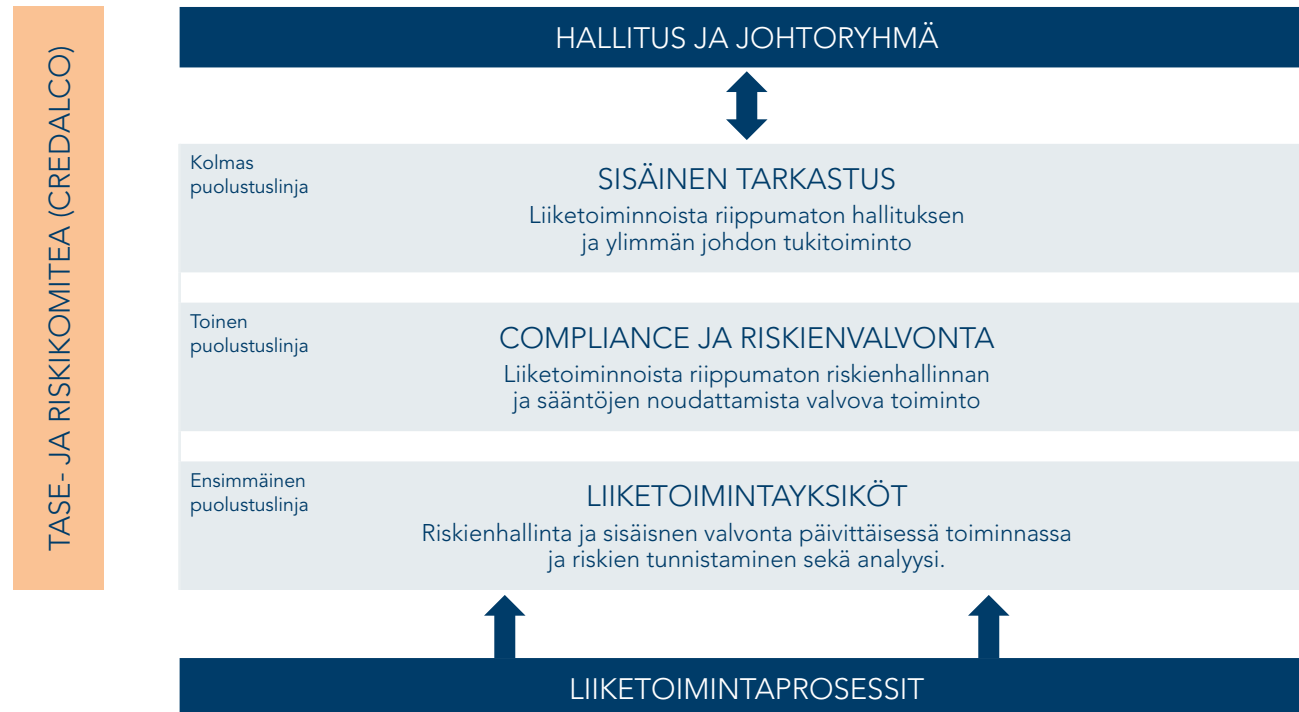 TASE- JA RISKIKOMITEA (CREDALCO)
HALLITUS JA JOHTORYHMÄ
Kolmas
puolustuslinja
SISÄINEN TARKASTUS
Liiketoiminnoista riippumaton hallituksen
ja ylimmän johdon tukitoiminto
Toinen
puolustuslinja
COMPLIANCE JA RISKIENVALVONTA
Liiketoiminnoista riippumaton riskienhallinnan
ja sääntöjen noudattamista valvova toiminto
Ensimmäinen
puolustuslinja
LIIKETOIMINTAYKSIKÖT
Riskienhallinta ja sisäisnen valvonta päivittäisessä toiminnassa
ja riskien tunnistaminen sekä analyysi.
LIIKETOIMINTAPROSESSIT